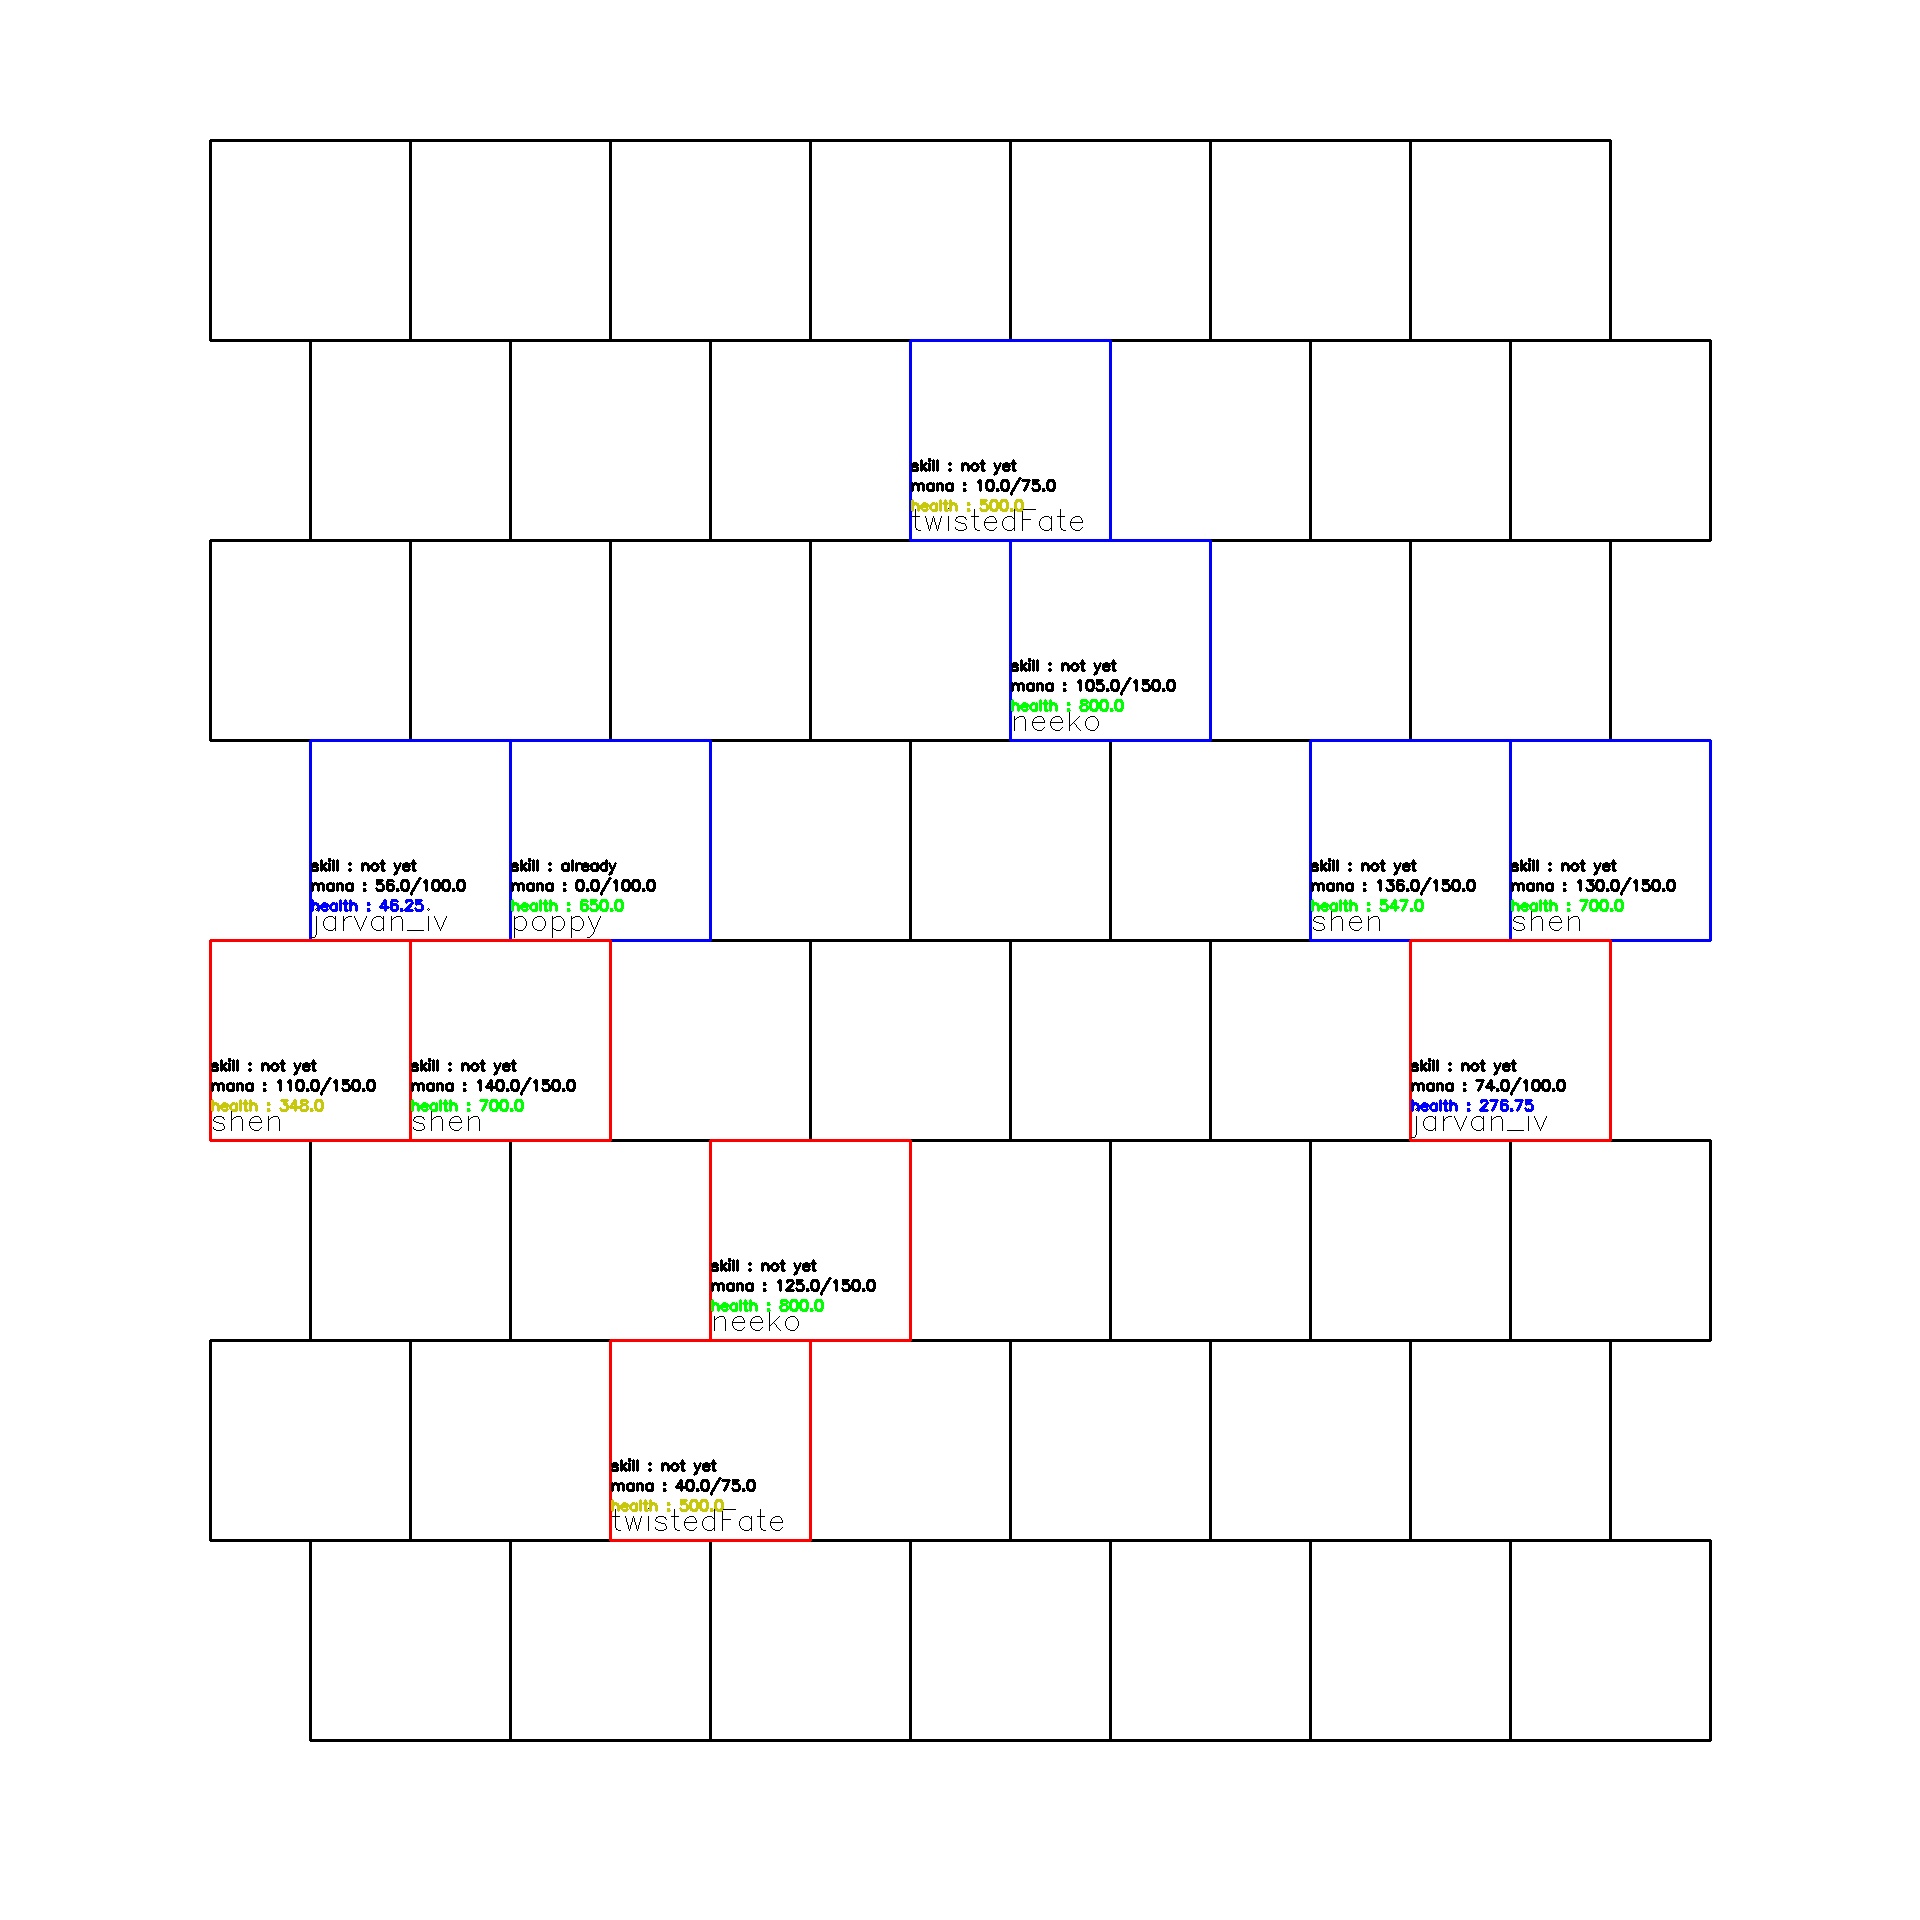 skill : not yet
mana : 10.0/75.0
health : 500.0
twistedFate
skill : not yet
mana : 105.0/150.0
health : 800.0
neeko
skill : not yet
mana : 56.0/100.0
health : 46.25
jarvan_iv
skill : already
mana : 0.0/100.0
health : 650.0
poppy
skill : not yet
mana : 136.0/150.0
health : 547.0
shen
skill : not yet
mana : 130.0/150.0
health : 700.0
shen
skill : not yet
mana : 110.0/150.0
health : 348.0
shen
skill : not yet
mana : 140.0/150.0
health : 700.0
shen
skill : not yet
mana : 74.0/100.0
health : 276.75
jarvan_iv
skill : not yet
mana : 125.0/150.0
health : 800.0
neeko
skill : not yet
mana : 40.0/75.0
health : 500.0
twistedFate